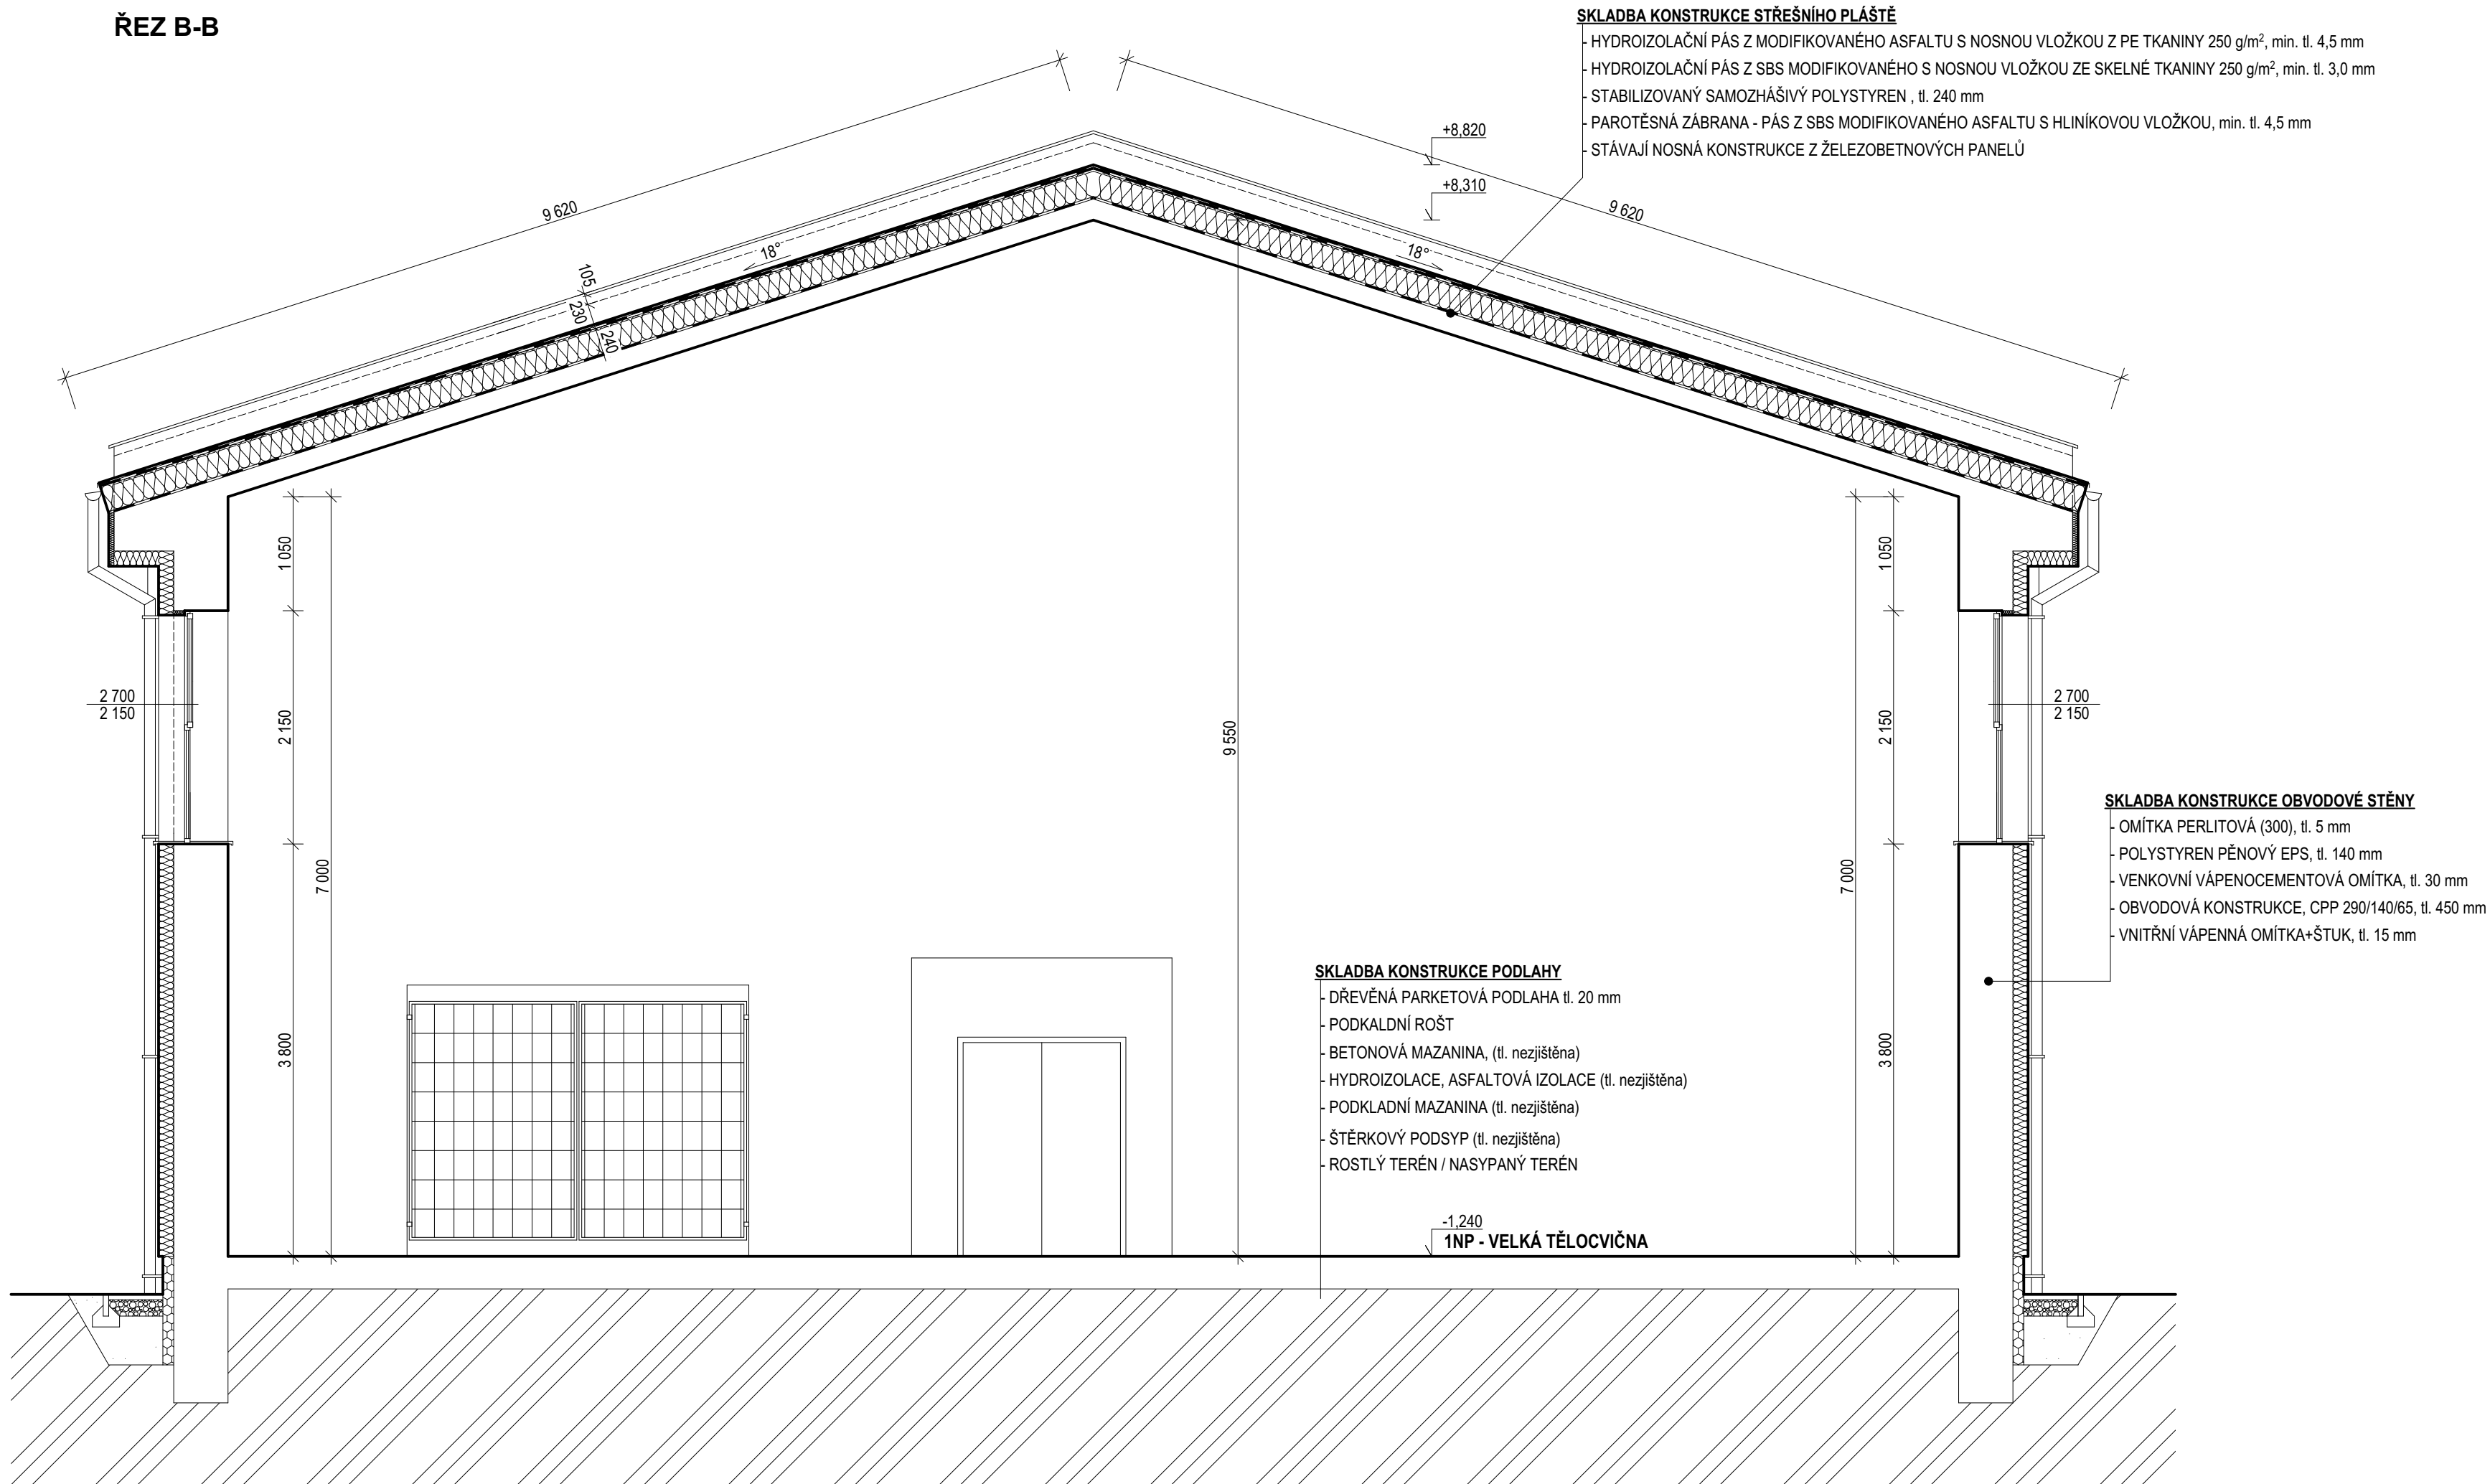 ŘEZ B-B
SKLADBA KONSTRUKCE STŘEŠNÍHO PLÁŠTĚ
- HYDROIZOLAČNÍ PÁS Z MODIFIKOVANÉHO ASFALTU S NOSNOU VLOŽKOU Z PE TKANINY 250 g/m², min. tl. 4,5 mm
- HYDROIZOLAČNÍ PÁS Z SBS MODIFIKOVANÉHO S NOSNOU VLOŽKOU ZE SKELNÉ TKANINY 250 g/m², min. tl. 3,0 mm
- STABILIZOVANÝ SAMOZHÁŠIVÝ POLYSTYREN , tl. 240 mm
- PAROTĚSNÁ ZÁBRANA - PÁS Z SBS MODIFIKOVANÉHO ASFALTU S HLINÍKOVOU VLOŽKOU, min. tl. 4,5 mm
- STÁVAJÍ NOSNÁ KONSTRUKCE Z ŽELEZOBETNOVÝCH PANELŮ
+8,820
+8,310
9 620
9 620
18°
18°
105
230
240
1 050
1 050
2 700
2 150
2 150
2 150
2 700
2 150
9 550
7 000
7 000
3 800
3 800
SKLADBA KONSTRUKCE OBVODOVÉ STĚNY
- OMÍTKA PERLITOVÁ (300), tl. 5 mm
- POLYSTYREN PĚNOVÝ EPS, tl. 140 mm
- VENKOVNÍ VÁPENOCEMENTOVÁ OMÍTKA, tl. 30 mm
- OBVODOVÁ KONSTRUKCE, CPP 290/140/65, tl. 450 mm
- VNITŘNÍ VÁPENNÁ OMÍTKA+ŠTUK, tl. 15 mm
SKLADBA KONSTRUKCE PODLAHY
- DŘEVĚNÁ PARKETOVÁ PODLAHA tl. 20 mm
- PODKALDNÍ ROŠT
- BETONOVÁ MAZANINA, (tl. nezjištěna)
- HYDROIZOLACE, ASFALTOVÁ IZOLACE (tl. nezjištěna)
- PODKLADNÍ MAZANINA (tl. nezjištěna)
- ŠTĚRKOVÝ PODSYP (tl. nezjištěna)
- ROSTLÝ TERÉN / NASYPANÝ TERÉN
-1,240
1NP - VELKÁ TĚLOCVIČNA